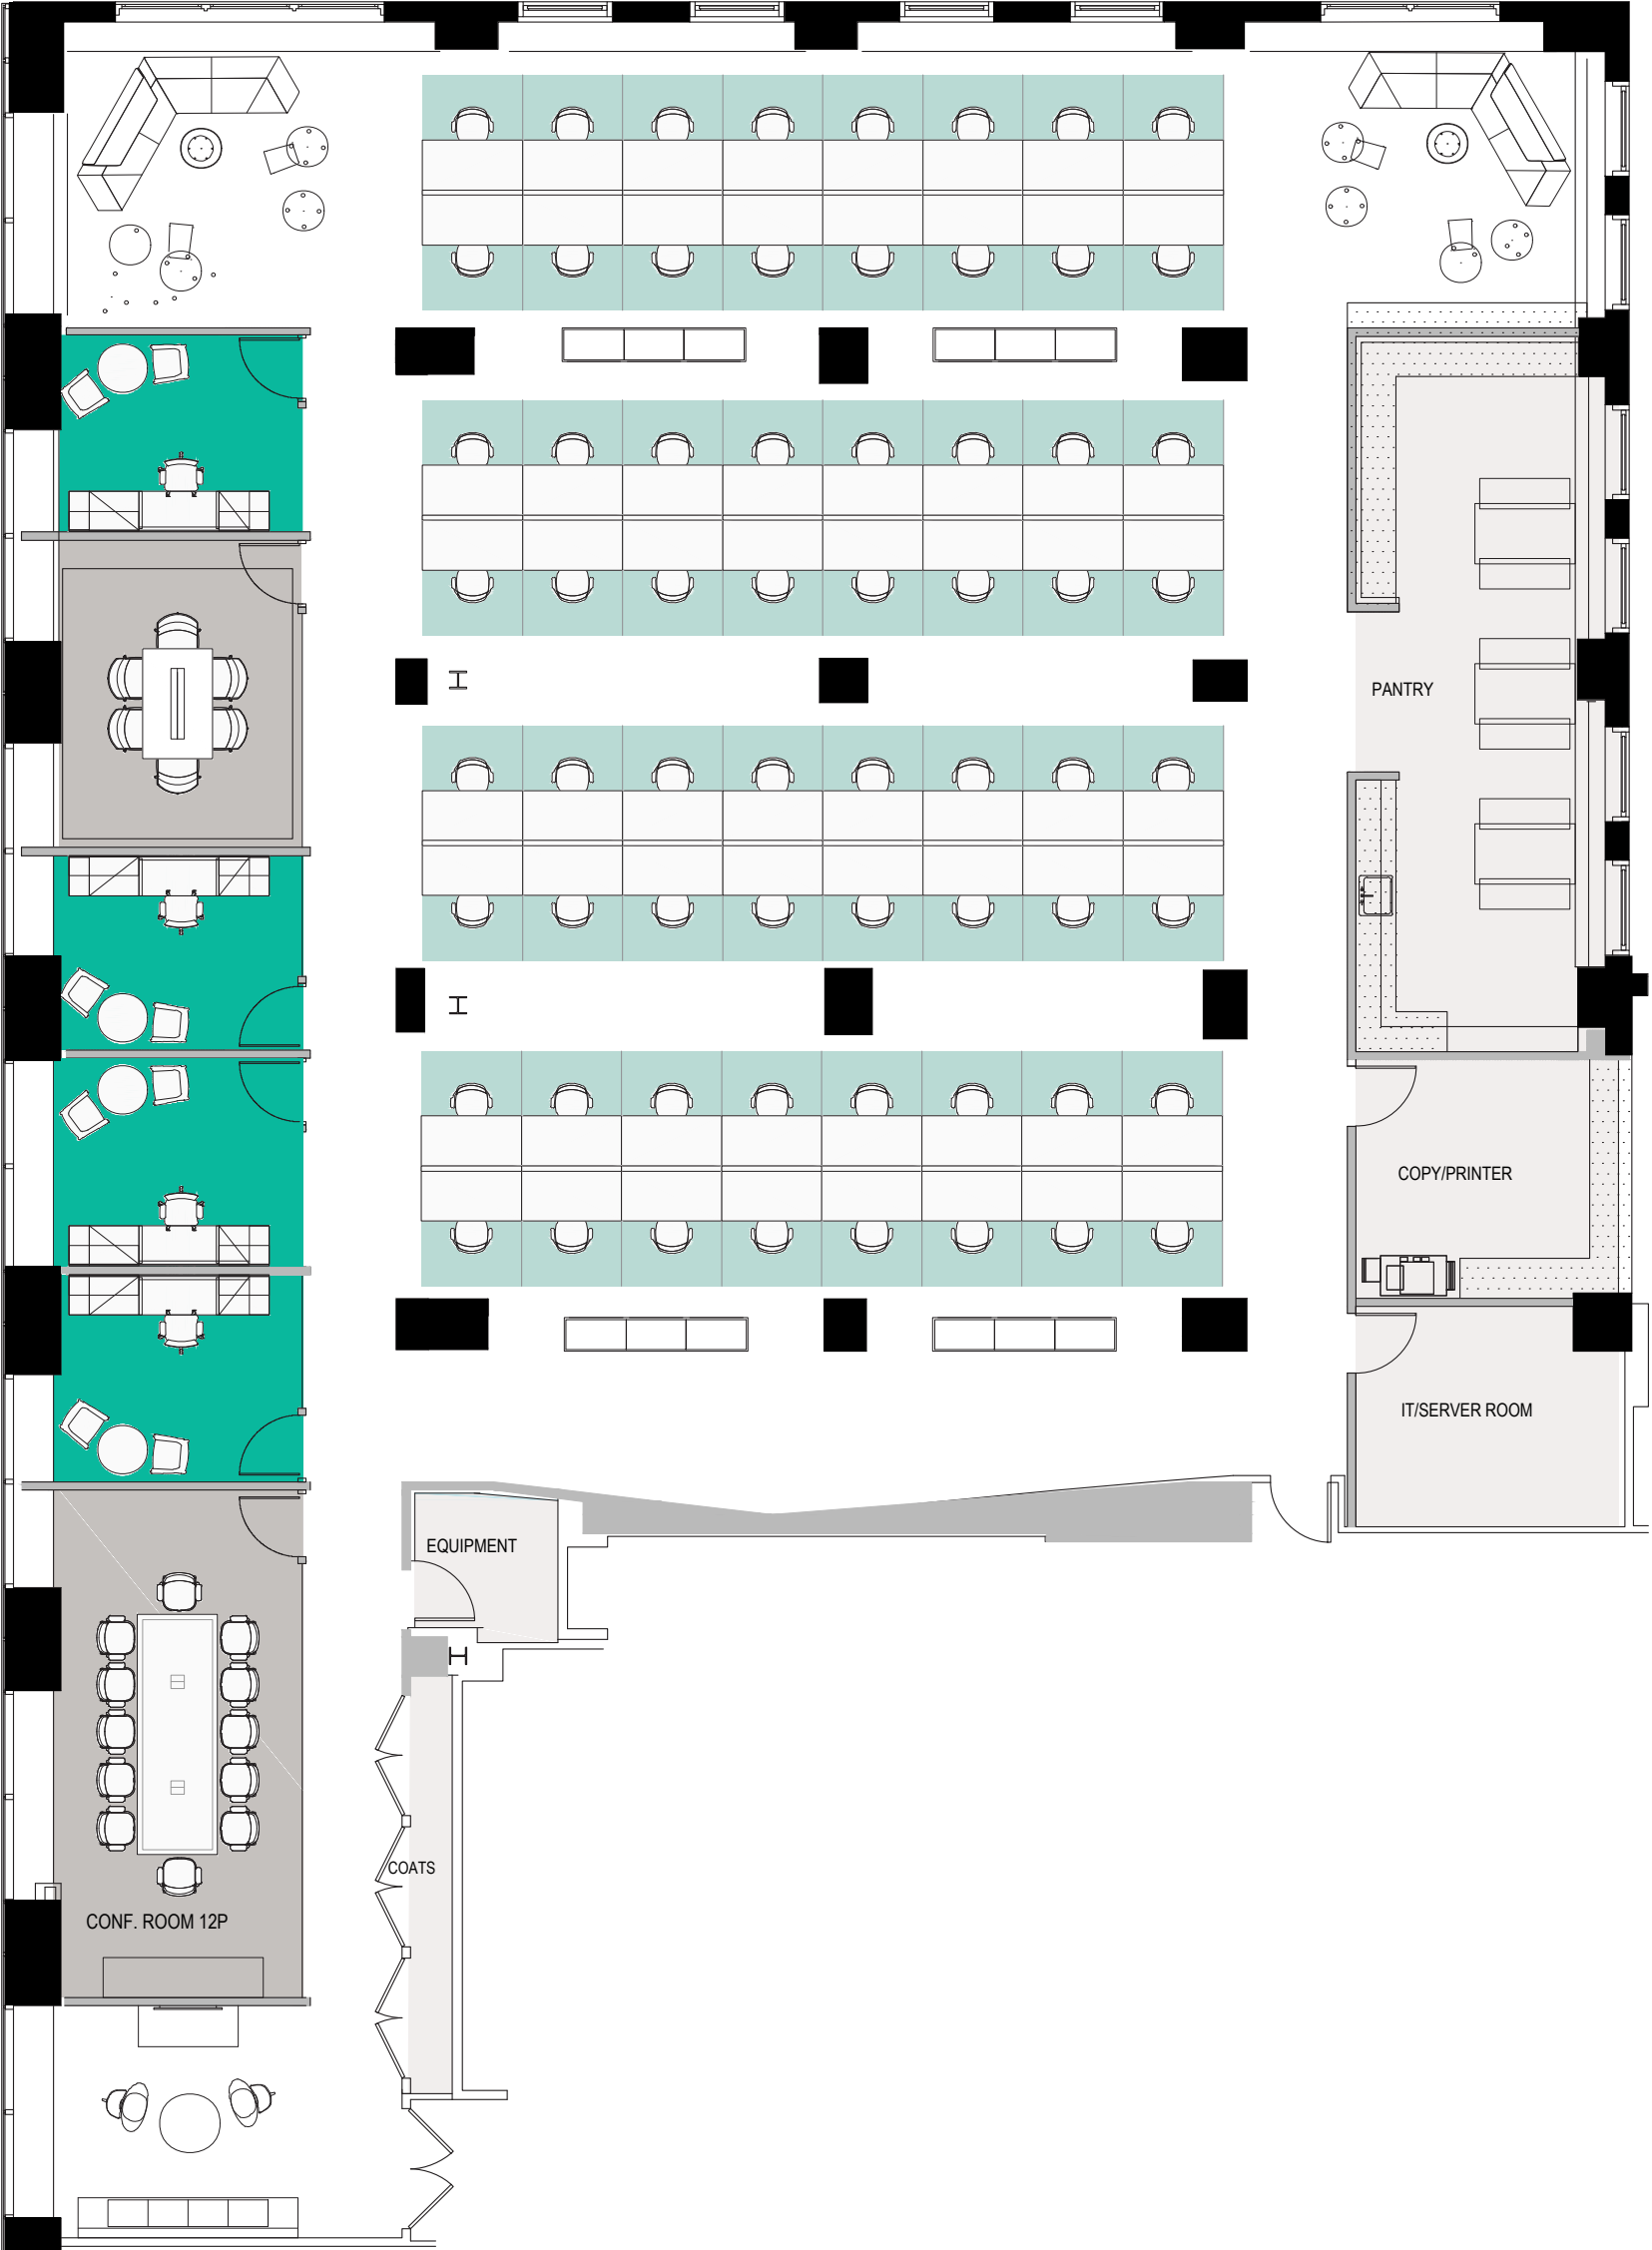 PANTRY
COPY/PRINTER
IT/SERVER ROOM
EQUIPMENT
COATS
CONF. ROOM 12P